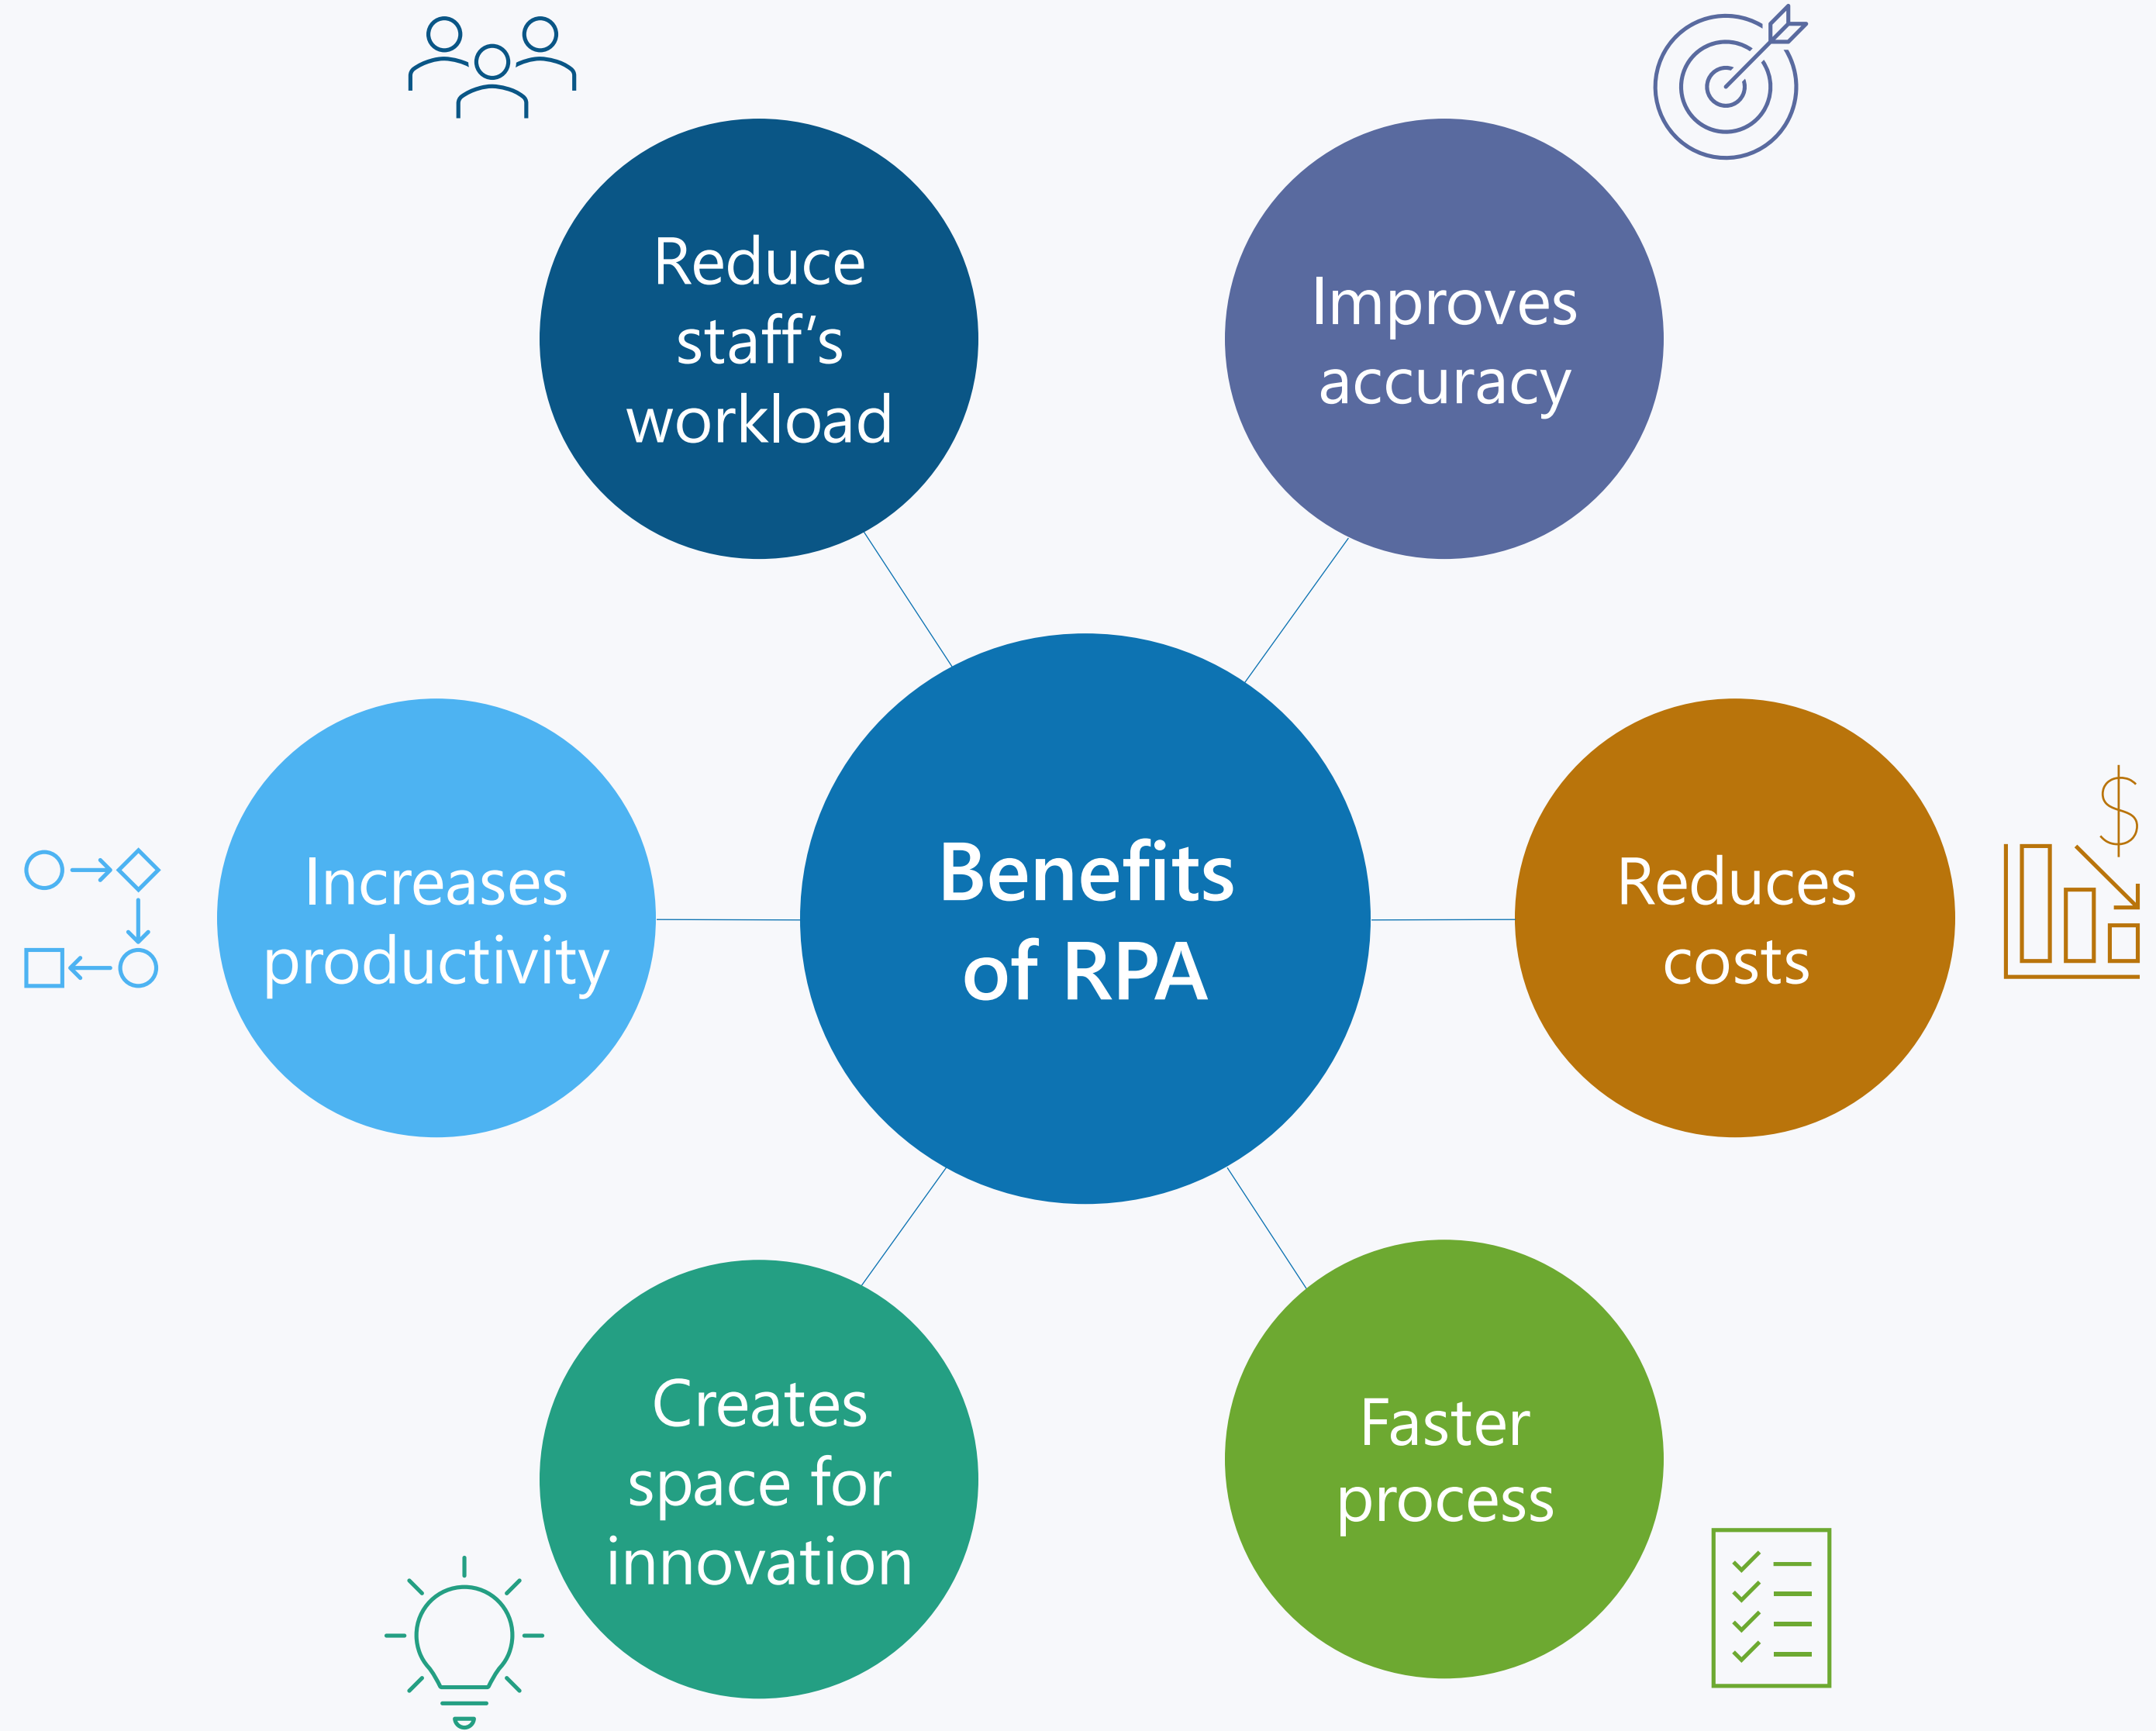 Reduce
staff’s
workload
Improves
accuracy
Increases
productivity
Benefits
of RPA
Reduces
costs
$
Creates
space for
innovation
Faster
process